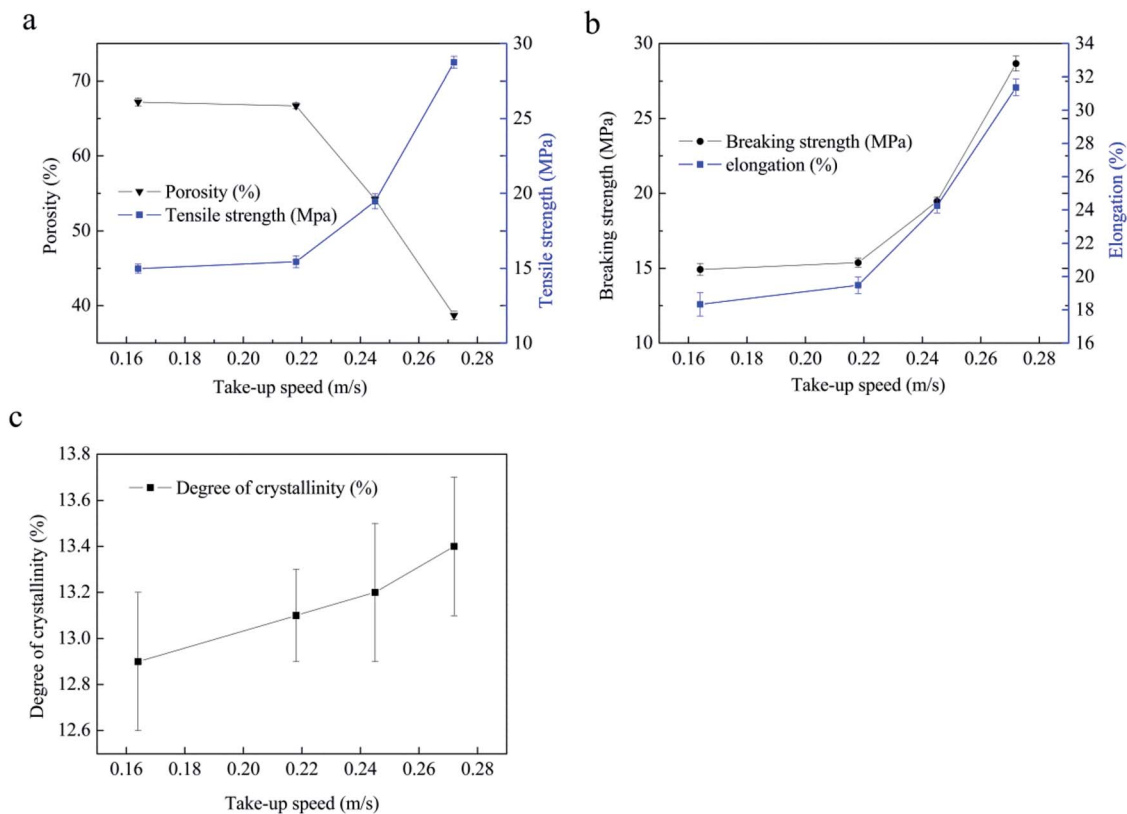 a
Porosity (%)
70
60
50
40
Porosity (%)
Tensile strength (Mpa)
30
25
20
15
10
Tensile strength (MPa)
0.16 0.18 0.20 0.22 0.24 0.26 0.28
Take-up speed (m/s)
b
Breaking strength (MPa)
30
25
20
15
10
Breaking strength (MPa)
elongation (%)
34
32
30
28
26
24
22
20
18
16
Elongation (%)
0.16 0.18 0.20 0.22 0.24 0.26 0.28
Take-up speed (m/s)
c
Degree of crystallinity (%)
13.8
13.6
13.4
13.2
13.0
12.8
12.6
Degree of crystallinity (%)
0.16 0.18 0.20 0.22 0.24 0.26 0.28
Take-up speed (m/s)